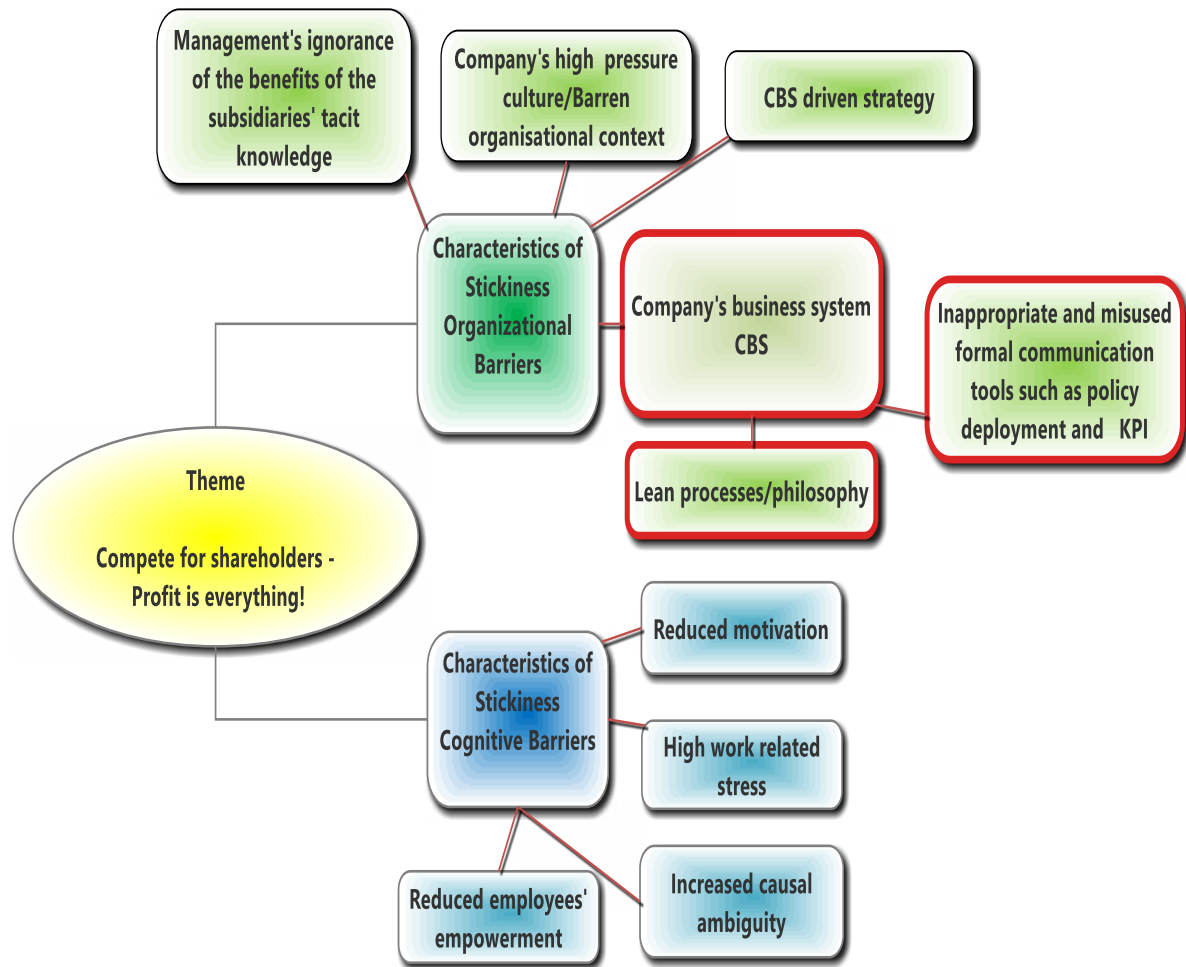 Management's ignorance
of the benefits of the
subsidiaries' tacit
knowledge
Company's high pressure
culture/Barren
organisational context
CBS driven strategy
Characteristics of
Stickiness
Organizational
Barriers
Company's business system
CBS
Inappropriate and misused
formal communication
tools such as policy
deployment and KPI
Lean processes/philosophy
Theme
Compete for shareholders -
Profit is everything!
Characteristics of
Stickiness
Cognitive Barriers
Reduced motivation
High work related
stress
Reduced employees'
empowerment
Increased causal
ambiguity